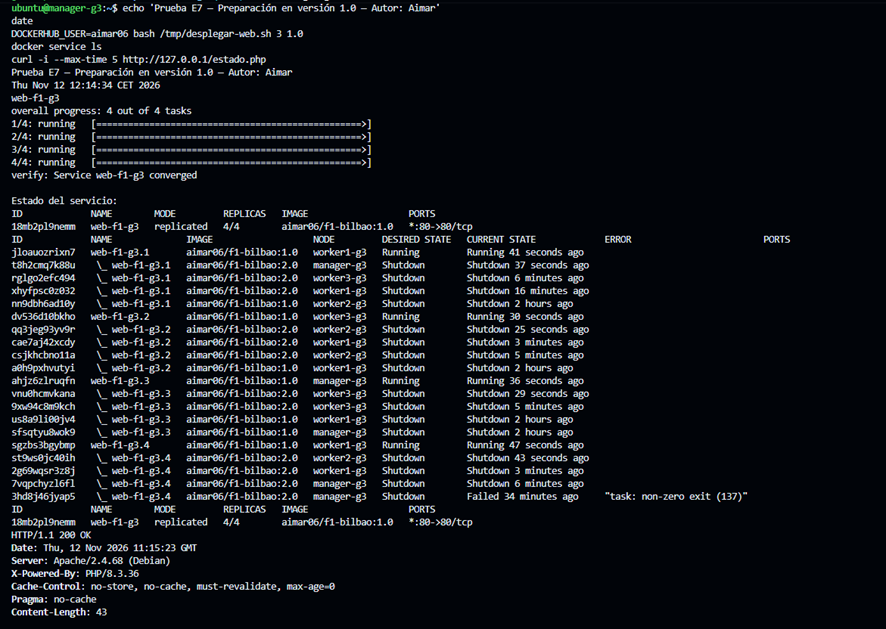 ubuntu@manager-g3:~$ echo 'Prueba E7 — Preparación en versión 1.0 — Autor: Aimar'
date
DOCKERHUB_USER=aimar06 bash /tmp/desplegar-web.sh 3 1.0
docker service ls
curl -i --max-time 5 http://127.0.0.1/estado.php
Prueba E7 — Preparación en versión 1.0 — Autor: Aimar
Thu Nov 12 12:14:34 CET 2026
web-f1-g3
overall progress: 4 out of 4 tasks
1/4: running   [==================================================>]
2/4: running   [==================================================>]
3/4: running   [==================================================>]
4/4: running   [==================================================>]
verify: Service web-f1-g3 converged
Estado del servicio:
ID             NAME        MODE         REPLICAS   IMAGE                   PORTS
18mb2pl9nemm   web-f1-g3   replicated   4/4        aimar06/f1-bilbao:1.0   *:80->80/tcp
ID             NAME              IMAGE                   NODE         DESIRED STATE   CURRENT STATE             ERROR                         PORTS
jloauozrixn7   web-f1-g3.1       aimar06/f1-bilbao:1.0   worker1-g3   Running         Running 41 seconds ago
t8h2cmq7k88u    \_ web-f1-g3.1   aimar06/f1-bilbao:2.0   manager-g3   Shutdown        Shutdown 37 seconds ago
rglgo2efc494    \_ web-f1-g3.1   aimar06/f1-bilbao:2.0   worker3-g3   Shutdown        Shutdown 6 minutes ago
xhyfpsc0z032    \_ web-f1-g3.1   aimar06/f1-bilbao:2.0   worker1-g3   Shutdown        Shutdown 16 minutes ago
nn9dbh6ad10y    \_ web-f1-g3.1   aimar06/f1-bilbao:1.0   worker2-g3   Shutdown        Shutdown 2 hours ago
dv536d10bkho   web-f1-g3.2       aimar06/f1-bilbao:1.0   worker3-g3   Running         Running 30 seconds ago
qq3jeg93yv9r    \_ web-f1-g3.2   aimar06/f1-bilbao:2.0   worker2-g3   Shutdown        Shutdown 25 seconds ago
cae7aj42xcdy    \_ web-f1-g3.2   aimar06/f1-bilbao:2.0   worker2-g3   Shutdown        Shutdown 3 minutes ago
csjkhcbno11a    \_ web-f1-g3.2   aimar06/f1-bilbao:2.0   worker2-g3   Shutdown        Shutdown 5 minutes ago
a0h9pxhvutyi    \_ web-f1-g3.2   aimar06/f1-bilbao:1.0   worker1-g3   Shutdown        Shutdown 2 hours ago
ahjz6zlruqfn   web-f1-g3.3       aimar06/f1-bilbao:1.0   manager-g3   Running         Running 36 seconds ago
vnu0hcmvkana    \_ web-f1-g3.3   aimar06/f1-bilbao:2.0   worker3-g3   Shutdown        Shutdown 29 seconds ago
9xw94c8m9kch    \_ web-f1-g3.3   aimar06/f1-bilbao:2.0   worker3-g3   Shutdown        Shutdown 5 minutes ago
us8a9li00jv4    \_ web-f1-g3.3   aimar06/f1-bilbao:1.0   worker1-g3   Shutdown        Shutdown 2 hours ago
sfsqtyu8wok9    \_ web-f1-g3.3   aimar06/f1-bilbao:1.0   manager-g3   Shutdown        Shutdown 2 hours ago
sgzbs3bgybmp   web-f1-g3.4       aimar06/f1-bilbao:1.0   worker1-g3   Running         Running 47 seconds ago
st9ws0jc40ih    \_ web-f1-g3.4   aimar06/f1-bilbao:2.0   worker2-g3   Shutdown        Shutdown 43 seconds ago
2g69wqsr3z8j    \_ web-f1-g3.4   aimar06/f1-bilbao:2.0   manager-g3   Shutdown        Shutdown 3 minutes ago
7vqpchyzl6fl    \_ web-f1-g3.4   aimar06/f1-bilbao:2.0   manager-g3   Shutdown        Shutdown 6 minutes ago
3hd8j46jyap5    \_ web-f1-g3.4   aimar06/f1-bilbao:2.0   manager-g3   Shutdown        Failed 34 minutes ago     "task: non-zero exit (137)"
ID             NAME        MODE         REPLICAS   IMAGE                   PORTS
18mb2pl9nemm   web-f1-g3   replicated   4/4        aimar06/f1-bilbao:1.0   *:80->80/tcp
HTTP/1.1 200 OK
Date: Thu, 12 Nov 2026 11:15:23 GMT
Server: Apache/2.4.68 (Debian)
X-Powered-By: PHP/8.3.36
Cache-Control: no-store, no-cache, must-revalidate, max-age=0
Pragma: no-cache
Content-Length: 43